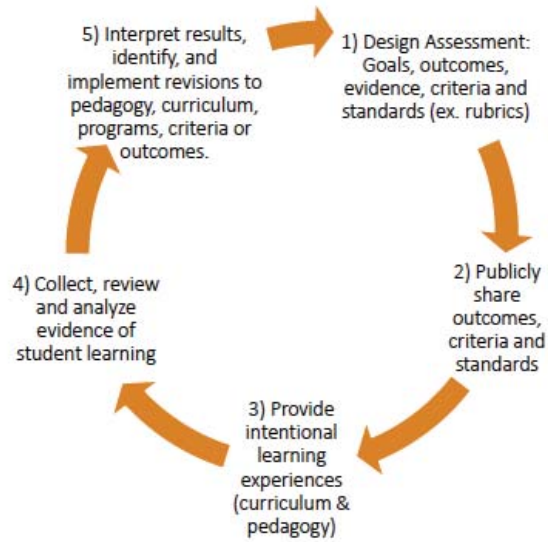 1) Design Assessment:
Goals, outcomes,
evidence, criteria and
standards (ex. rubrics)
2) Publicly
share
outcomes,
criteria and
standards
3) Provide
intentional
learning
experiences
(curriculum &
pedagogy)
4) Collect, review
and analyze
evidence of
student learning
5) Interpret results,
identify, and
implement revisions to
pedagogy, curriculum,
programs, criteria or
outcomes.